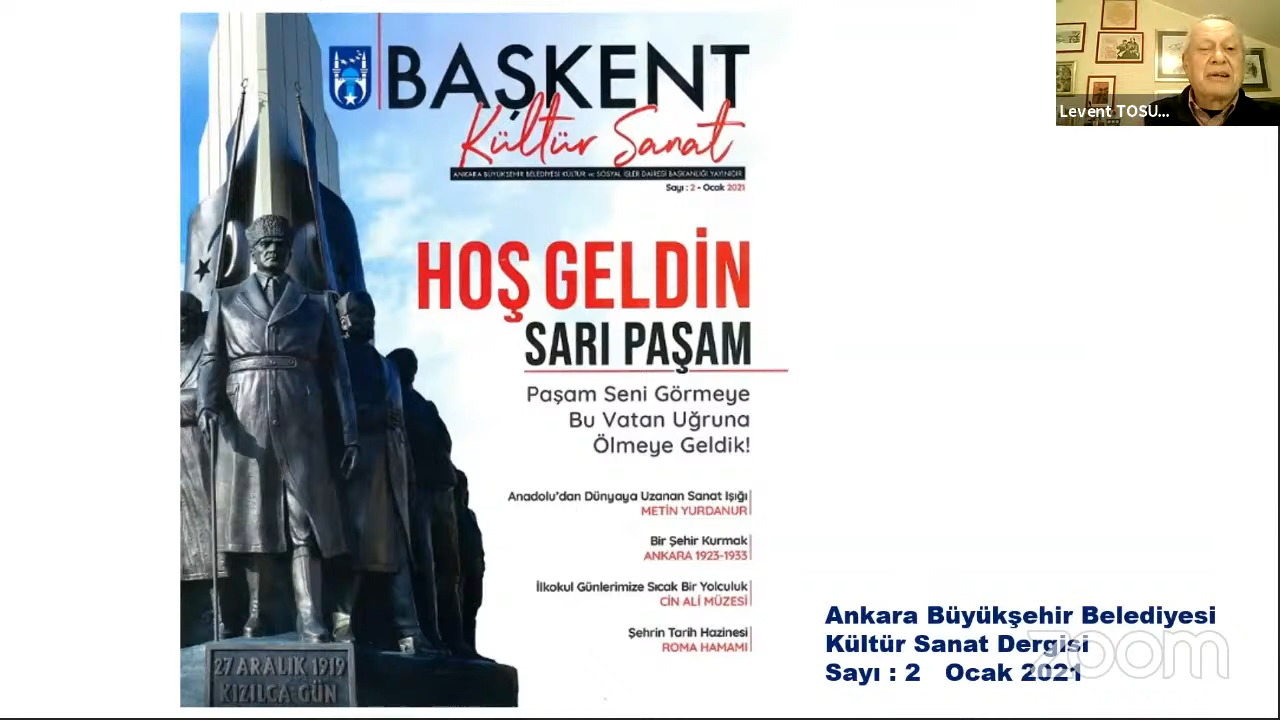 BAŞKENT
Kültür Sanat
ANKARA BÜYÜKŞEHİR BELEDİYESİ KÜLTÜR ve SOSYAL İŞLER DAİRESİ BAŞKANLIĞI YAYINIDIR
Sayı : 2 - Ocak 2021
HOŞ GELDİN
SARI PAŞAM
Paşam Seni Görmeye
Bu Vatan Uğruna
Ölmeye Geldik!
Anadolu'dan Dünyaya Uzanan Sanat Işığı
METİN YURDANUR
Bir Şehir Kurmak
ANKARA 1923-1933
İlkokul Günlerimize Sıcak Bir Yolculuk
CİN ALİ MÜZESİ
Şehrin Tarih Hazinesi
ROMA HAMAMI
27 ARALIK 1919
KIZILCA GÜN
Levent TOSU...
Ankara Büyükşehir Belediyesi
Kültür Sanat Dergisi
Sayı : 2 Ocak 2021
zoom